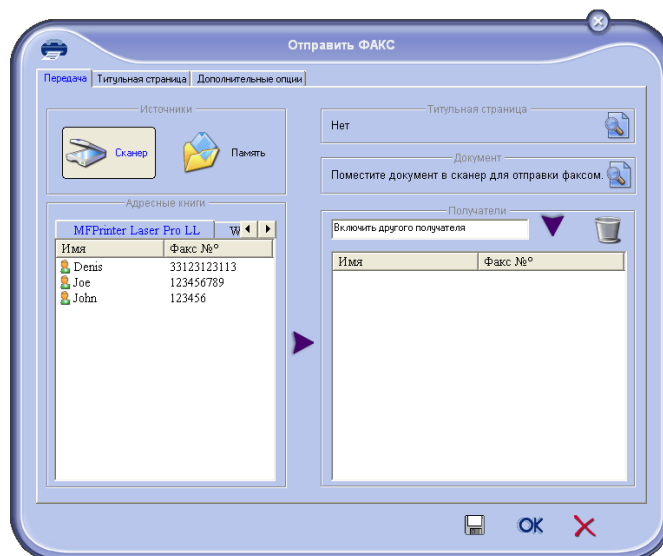 Отправить ФАКС
Передача
Титульная страница
Дополнительные опции
Источники
Сканер
Память
Титульная страница
Нет
Документ
Поместите документ в сканер для отправки факсом.
Адресные книги
MFPrinter Laser Pro LL
W
Имя Факс №°
Denis 33123123113
Joe 123456789
John 123456
Получатели
Включить другого получателя
Имя Факс №°
OK